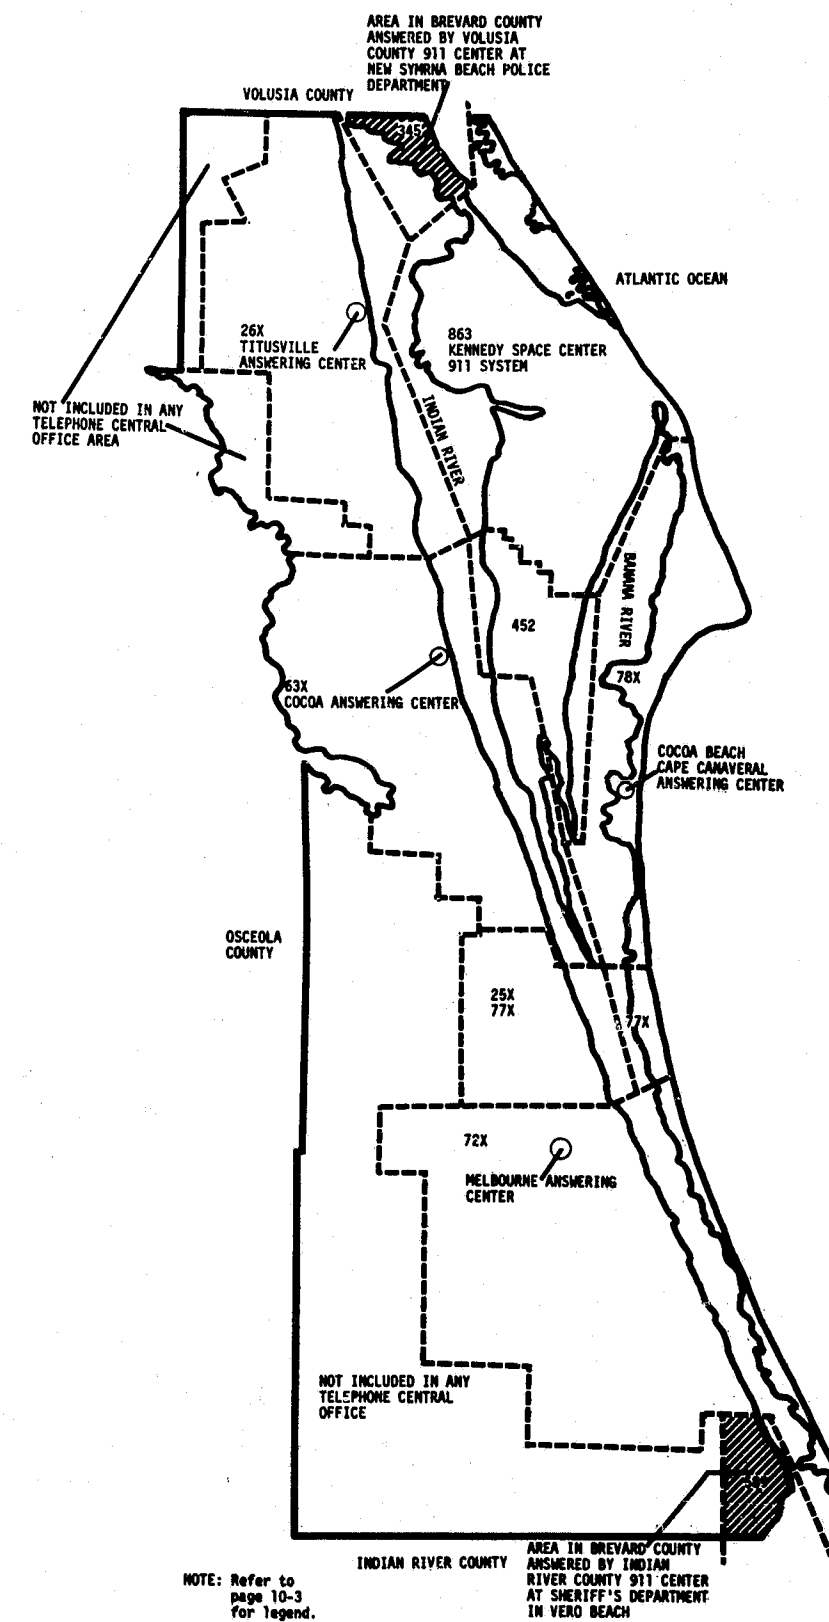 AREA IN BREVARD COUNTY
ANSWERED BY VOLUSIA
COUNTY 911 CENTER AT
NEW SYMRNA BEACH POLICE
DEPARTMENT
VOLUSIA COUNTY
345
ATLANTIC OCEAN
26X
TITUSVILLE
ANSWERING CENTER
863
KENNEDY SPACE CENTER
911 SYSTEM
NOT INCLUDED IN ANY
TELEPHONE CENTRAL
OFFICE AREA
INDIAN RIVER
BANANA RIVER
452
78X
63X
COCOA ANSWERING CENTER
COCOA BEACH
CAPE CANAVERAL
ANSWERING CENTER
OSCEOLA
COUNTY
25X
77X
77X
72X
MELBOURNE ANSWERING
CENTER
NOT INCLUDED IN ANY
TELEPHONE CENTRAL
OFFICE
INDIAN RIVER COUNTY
AREA IN BREVARD COUNTY
ANSWERED BY INDIAN
RIVER COUNTY 911 CENTER
AT SHERIFF'S DEPARTMENT
IN VERO BEACH
NOTE: Refer to
page 10-3
for legend.